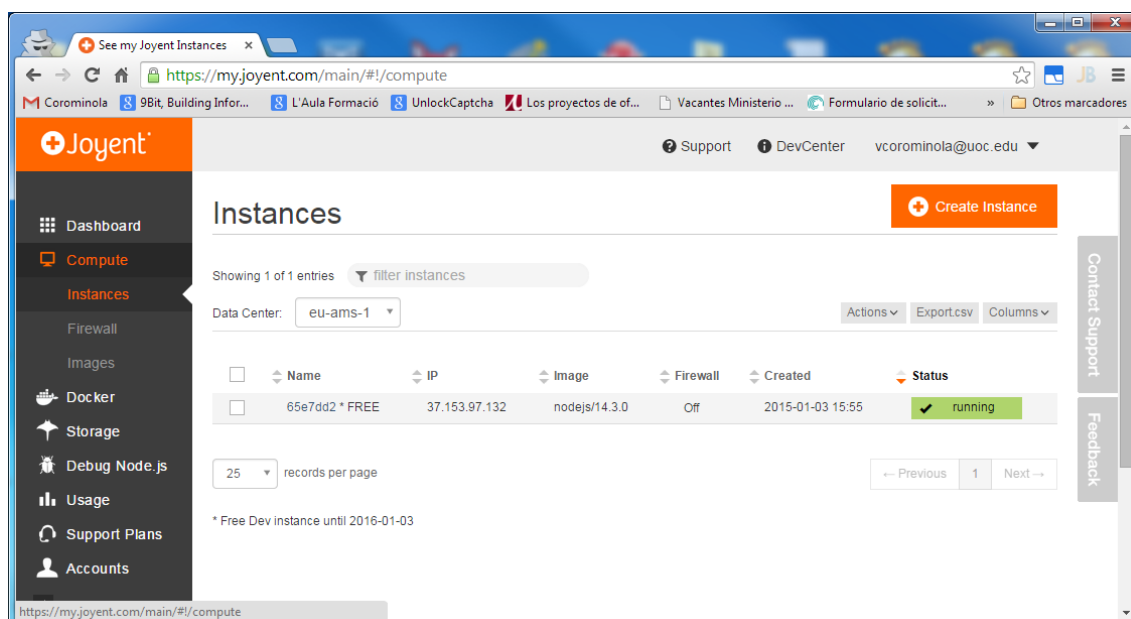 See my Joyent Instances
https://my.joyent.com/main/#!/compute
JB
Corominola 9Bit, Building Infor... L'Aula Formació UnlockCaptcha Los proyectos de of... Vacantes Ministerio ... Formulario de solicit... » Otros marcadores
Joyent Support DevCenter vcorominola@uoc.edu
Instances Create Instance
Dashboard
Compute
Instances
Firewall
Images
Docker
Storage
Debug Node.js
Usage
Support Plans
Accounts
Showing 1 of 1 entries filter instances
Data Center: eu-ams-1 Actions Export.csv Columns
Name IP Image Firewall Created Status
65e7dd2 * FREE 37.153.97.132 nodejs/14.3.0 Off 2015-01-03 15:55 running
25 records per page ← Previous 1 Next →
* Free Dev instance until 2016-01-03
Contact Support
Feedback
https://my.joyent.com/main/#!/compute